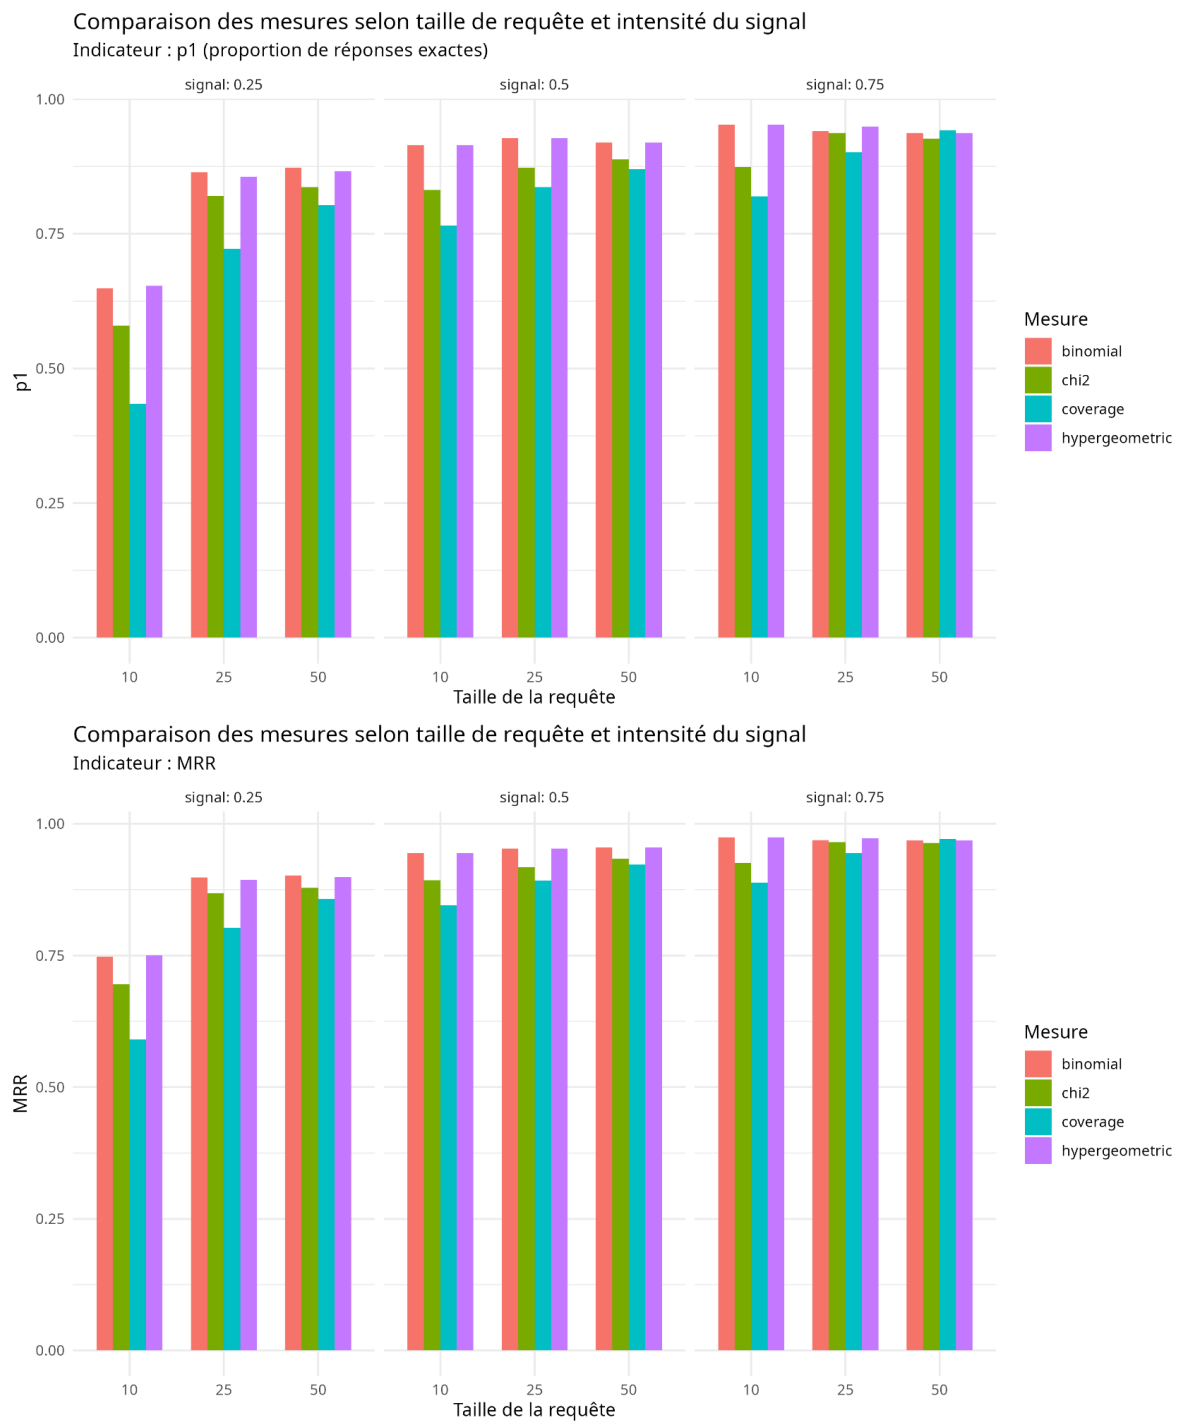 Comparaison des mesures selon taille de requête et intensité du signal
Indicateur : p1 (proportion de réponses exactes)
signal: 0.25 signal: 0.5 signal: 0.75
1.00
0.75
0.50
0.25
0.00
p1
10 25 50 10 25 50 10 25 50
Taille de la requête
Mesure
binomial
chi2
coverage
hypergeometric
Comparaison des mesures selon taille de requête et intensité du signal
Indicateur : MRR
signal: 0.25 signal: 0.5 signal: 0.75
1.00
0.75
0.50
0.25
0.00
MRR
10 25 50 10 25 50 10 25 50
Taille de la requête
Mesure
binomial
chi2
coverage
hypergeometric